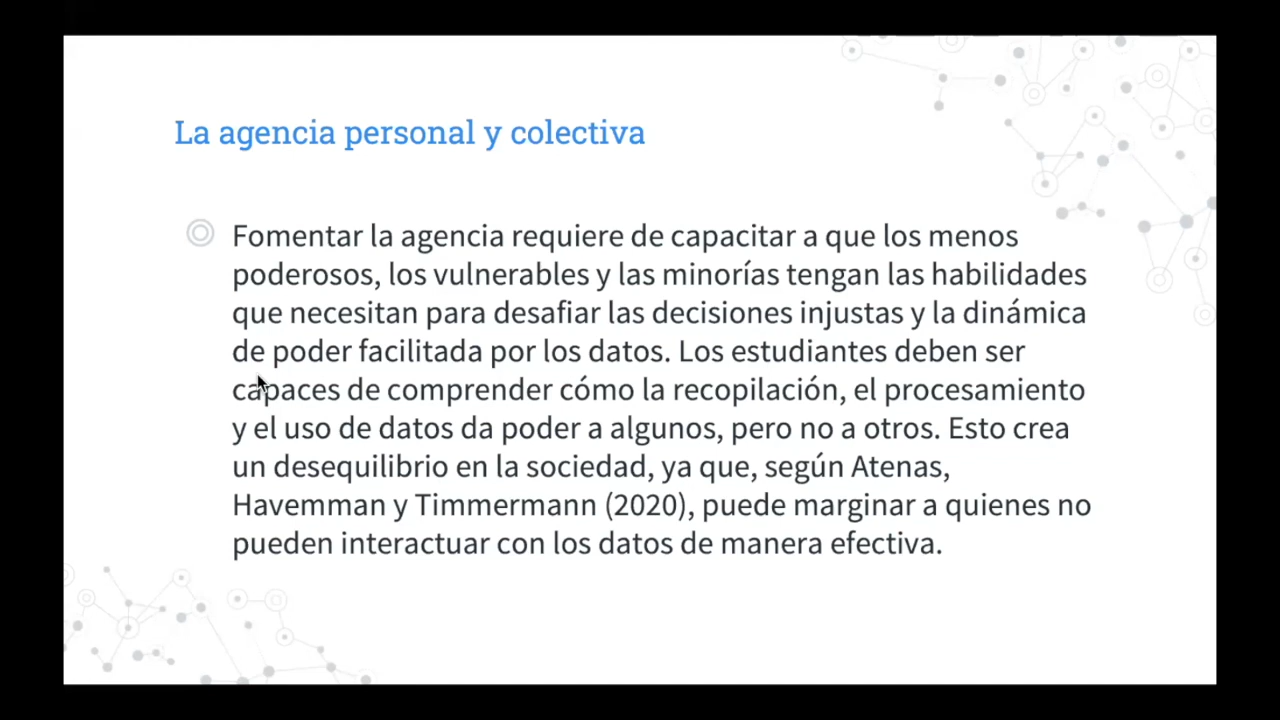 La agencia personal y colectiva
Fomentar la agencia requiere de capacitar a que los menos
poderosos, los vulnerables y las minorías tengan las habilidades
que necesitan para desafiar las decisiones injustas y la dinámica
de poder facilitada por los datos. Los estudiantes deben ser
capaces de comprender cómo la recopilación, el procesamiento
y el uso de datos da poder a algunos, pero no a otros. Esto crea
un desequilibrio en la sociedad, ya que, según Atenas,
Havemman y Timmermann (2020), puede marginar a quienes no
pueden interactuar con los datos de manera efectiva.